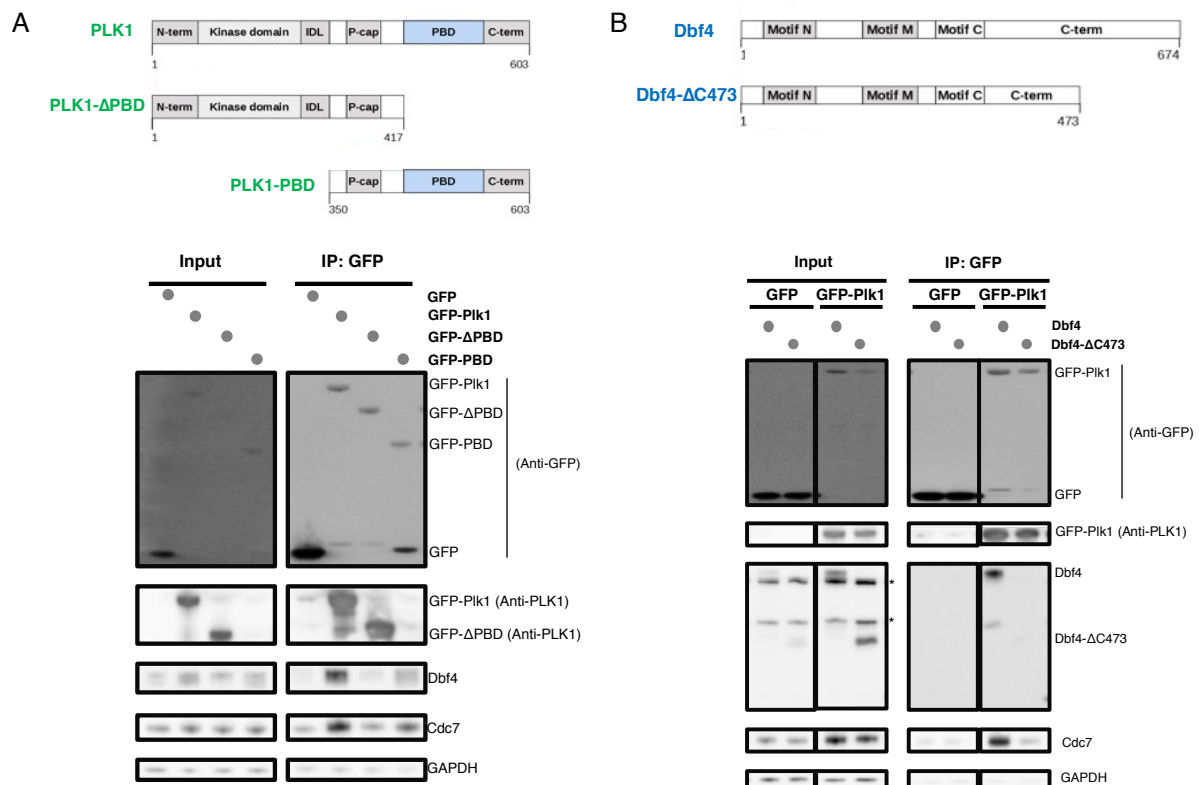 A
PLK1
N-term Kinase domain IDL P-cap PBD C-term
1 603
PLK1-ΔPBD
N-term Kinase domain IDL P-cap
1 417
PLK1-PBD
P-cap PBD C-term
350 603
Input IP: GFP
GFP
GFP-Plk1
GFP-ΔPBD
GFP-PBD
GFP-Plk1
GFP-ΔPBD
GFP-PBD
(Anti-GFP)
GFP
GFP-Plk1 (Anti-PLK1)
GFP-ΔPBD (Anti-PLK1)
Dbf4
Cdc7
GAPDH
B
Dbf4
Motif N Motif M Motif C C-term
1 674
Dbf4-ΔC473
Motif N Motif M Motif C C-term
1 473
Input IP: GFP
GFP GFP-Plk1 GFP GFP-Plk1
Dbf4
Dbf4-ΔC473
GFP-Plk1
(Anti-GFP)
GFP
GFP-Plk1 (Anti-PLK1)
Dbf4
*
*
Dbf4-ΔC473
Cdc7
GAPDH